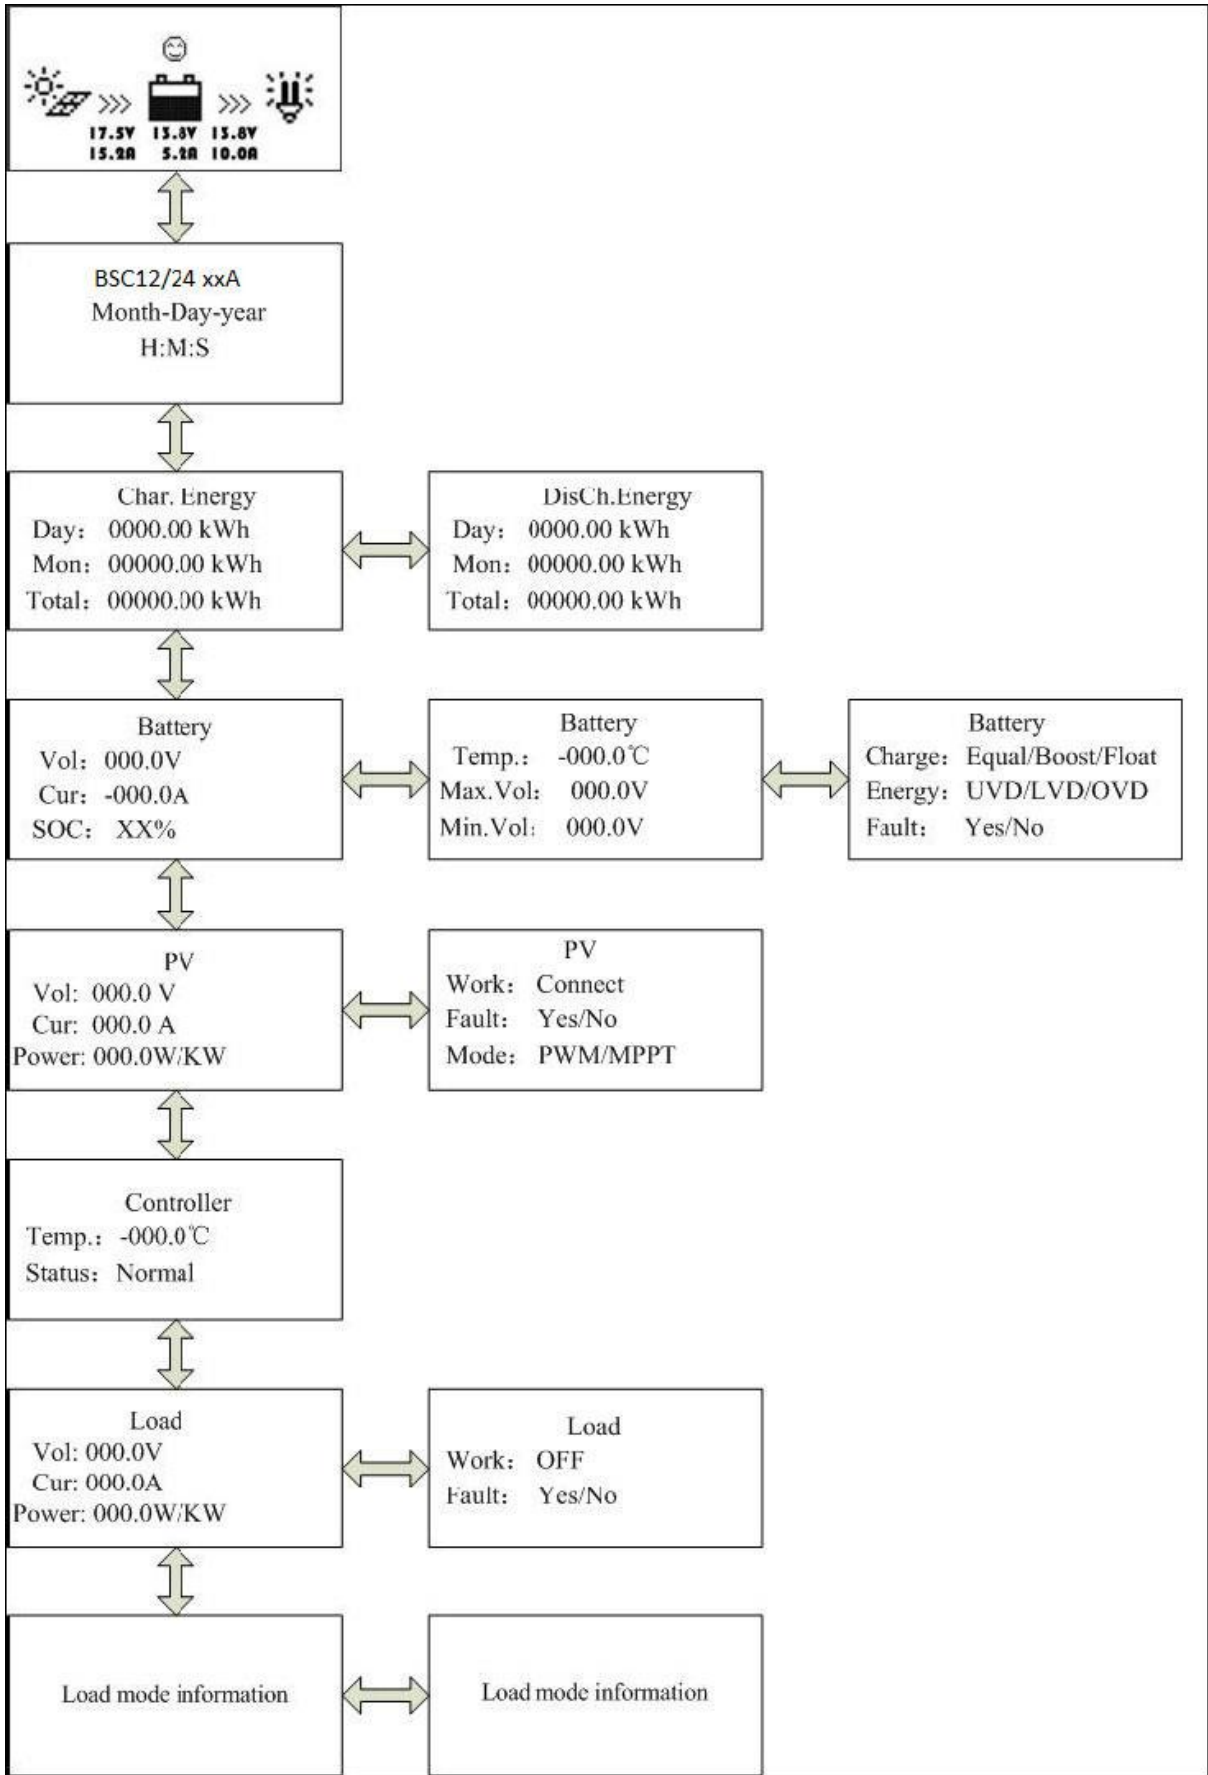 17.5V 13.8V 13.8V
15.2A 5.2A 10.0A
BSC12/24 xxA
Month-Day-year
H:M:S
Char. Energy
Day： 0000.00 kWh
Mon： 00000.00 kWh
Total： 00000.00 kWh
DisCh.Energy
Day： 0000.00 kWh
Mon： 00000.00 kWh
Total： 00000.00 kWh
Battery
Vol： 000.0V
Cur： -000.0A
SOC： XX%
Battery
Temp.： -000.0℃
Max.Vol： 000.0V
Min.Vol： 000.0V
Battery
Charge： Equal/Boost/Float
Energy： UVD/LVD/OVD
Fault： Yes/No
PV
Vol: 000.0 V
Cur: 000.0 A
Power: 000.0W/KW
PV
Work： Connect
Fault： Yes/No
Mode： PWM/MPPT
Controller
Temp.： -000.0℃
Status： Normal
Load
Vol: 000.0V
Cur: 000.0A
Power: 000.0W/KW
Load
Work： OFF
Fault： Yes/No
Load mode information
Load mode information